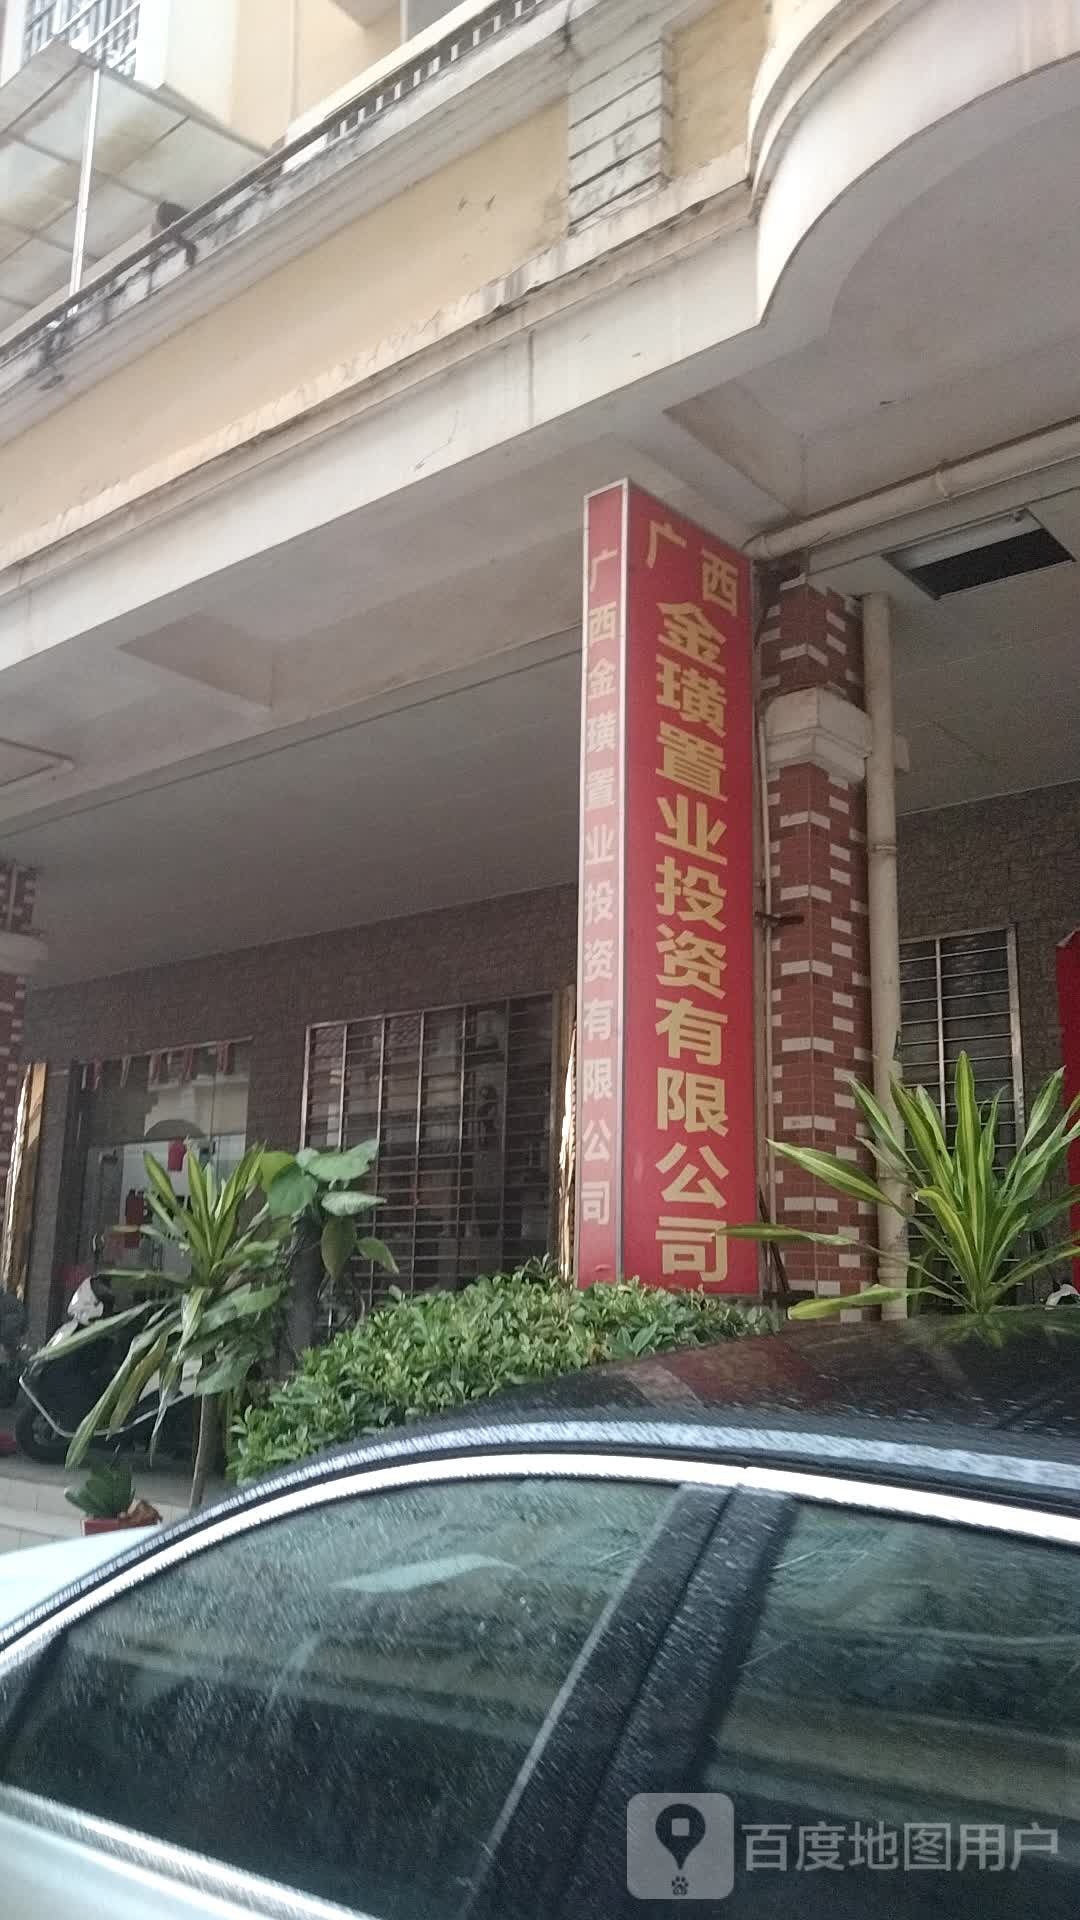 广西金璜置业投资有限公司
广西
金璜置业投资有限公司
百度地图用户